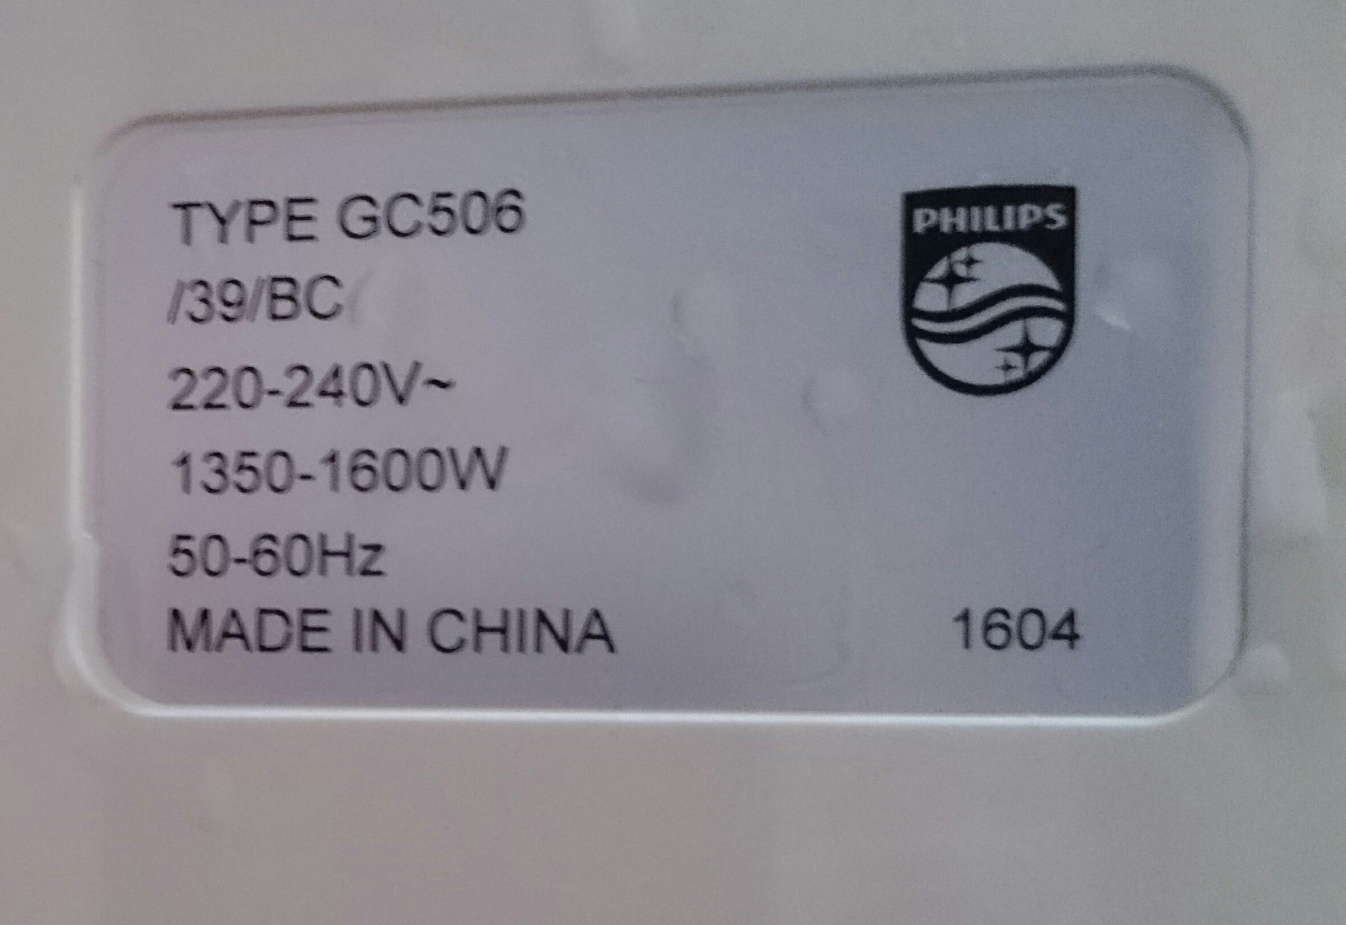 TYPE GC506
/39/BC
220-240V~
1350-1600W
50-60Hz
MADE IN CHINA
PHILIPS
1604